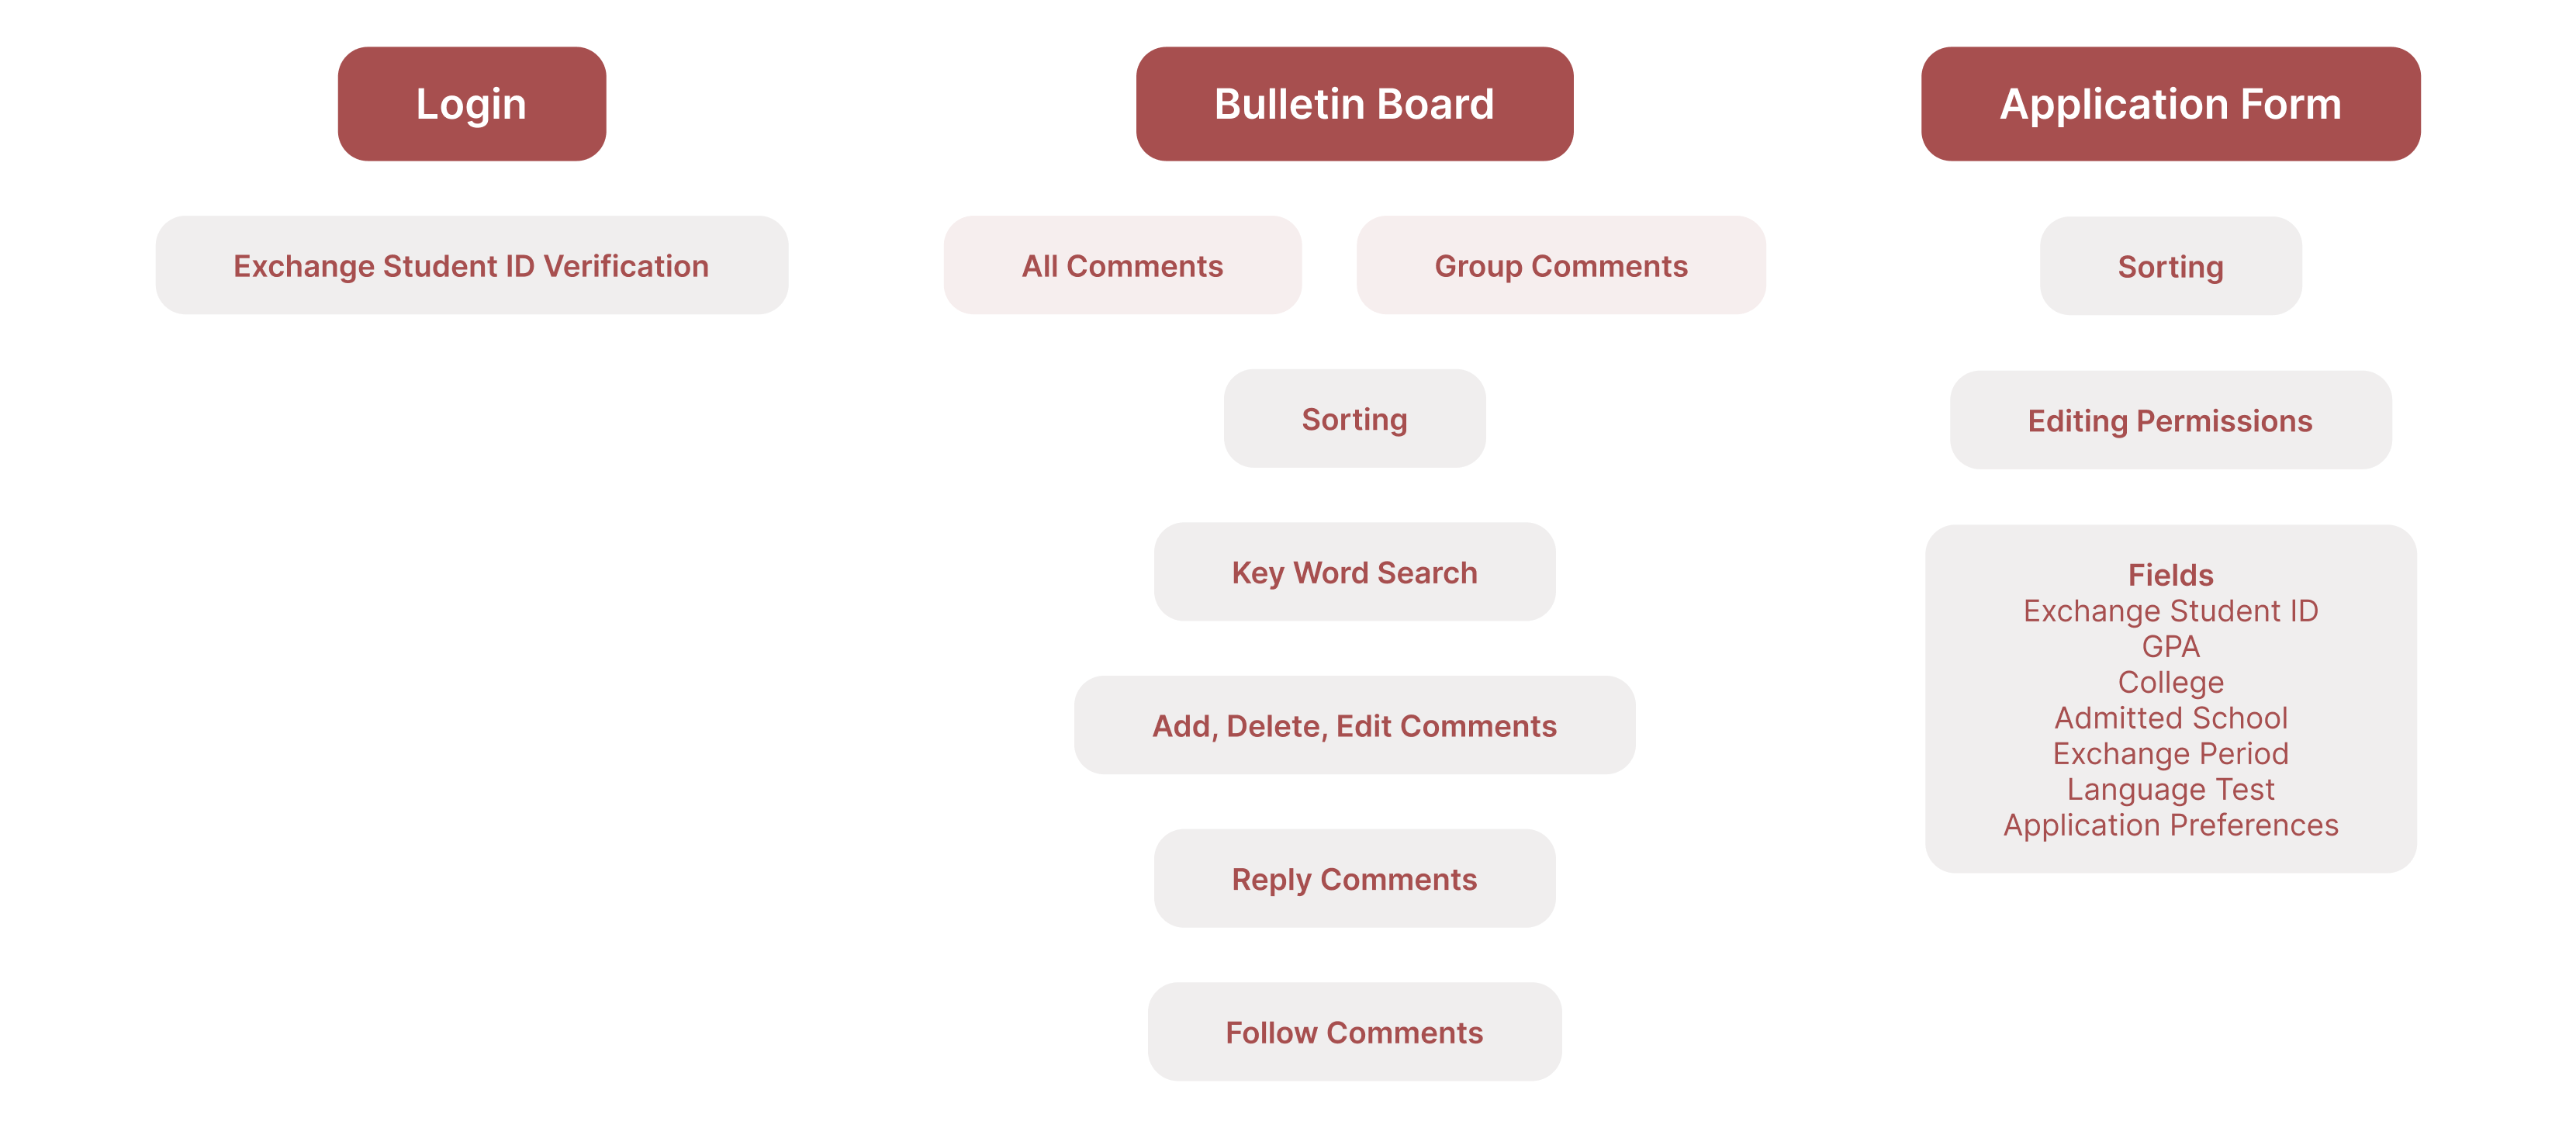 Login
Exchange Student ID Verification
Bulletin Board
All Comments
Group Comments
Sorting
Key Word Search
Add, Delete, Edit Comments
Reply Comments
Follow Comments
Application Form
Sorting
Editing Permissions
Fields
Exchange Student ID
GPA
College
Admitted School
Exchange Period
Language Test
Application Preferences